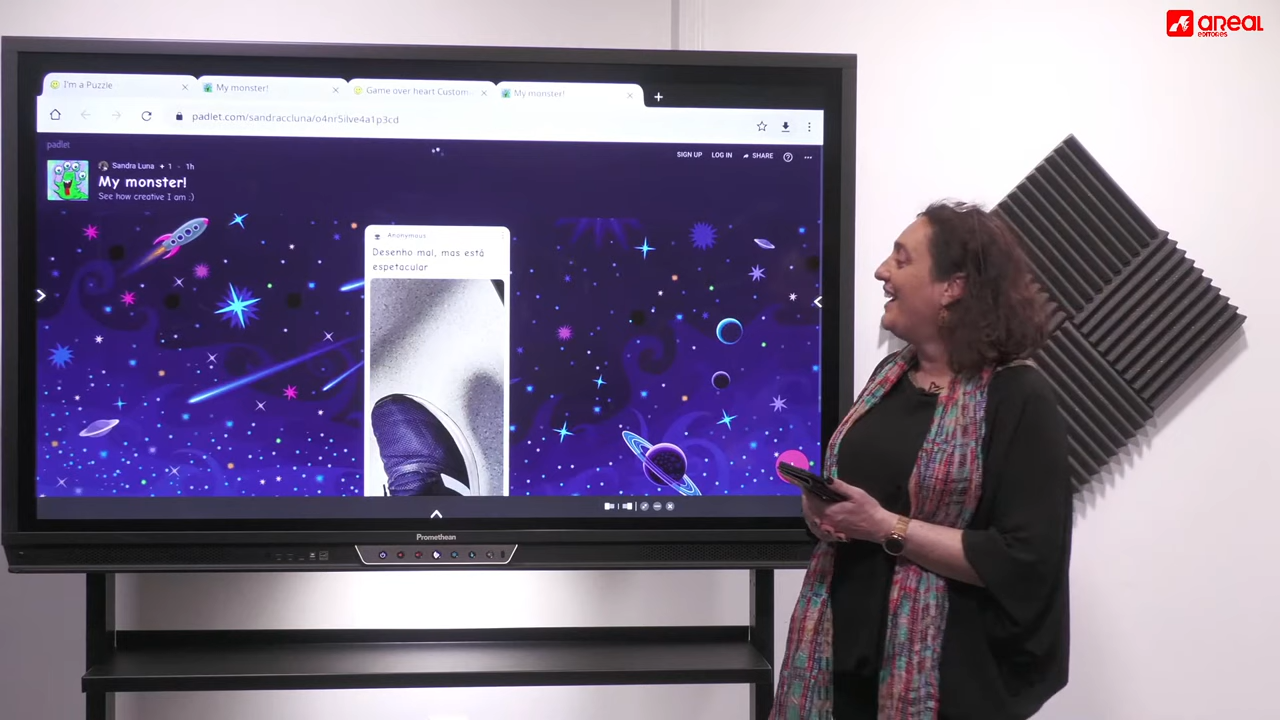 AREAL
EDITORES
I'm a Puzzle
My monster!
Game over heart Custom
My monster!
padlet.com/sandraccluna/o4nr5ilve4a1p3cd
padlet
SIGN UP LOG IN SHARE
Sandra Luna + 1 · 1h
My monster!
See how creative I am :)
Anonymous
Desenho mal, mas está
espetacular
Promethean